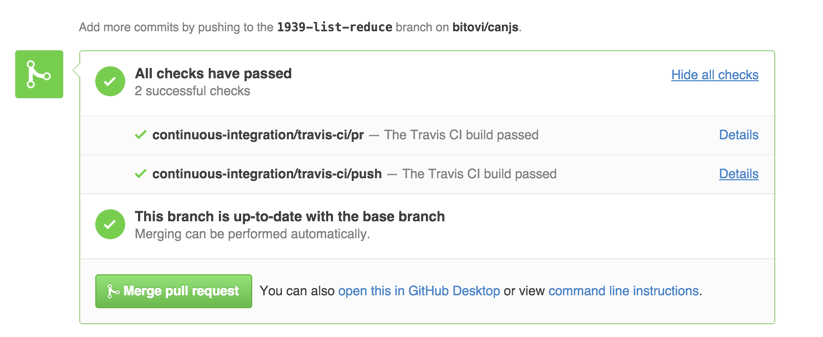 Add more commits by pushing to the 1939-list-reduce branch on bitovi/canjs.
All checks have passed
Hide all checks
2 successful checks
continuous-integration/travis-ci/pr — The Travis CI build passed
Details
continuous-integration/travis-ci/push — The Travis CI build passed
Details
This branch is up-to-date with the base branch
Merging can be performed automatically.
Merge pull request
You can also open this in GitHub Desktop or view command line instructions.